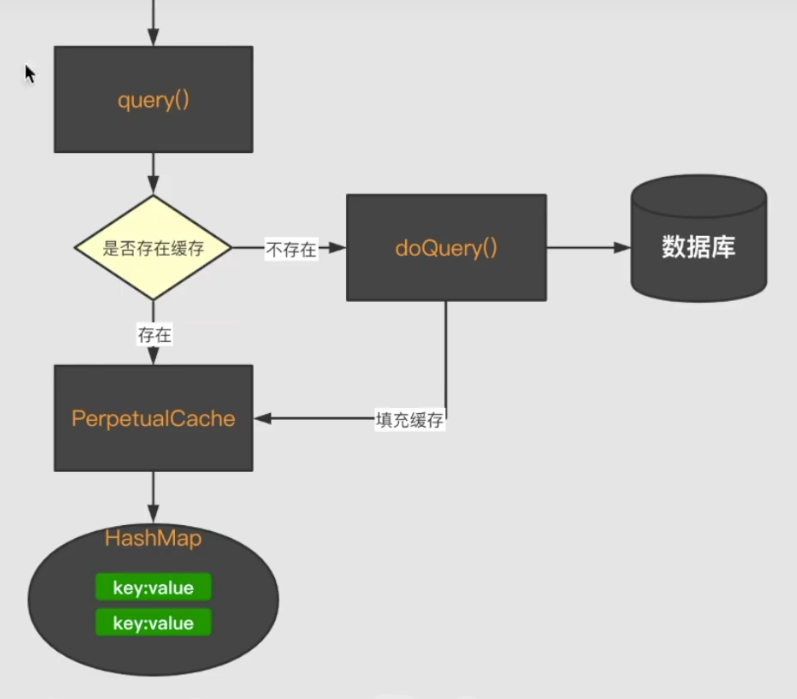 query()
是否存在缓存
不存在
doQuery()
数据库
存在
PerpetualCache
填充缓存
HashMap
key:value
key:value